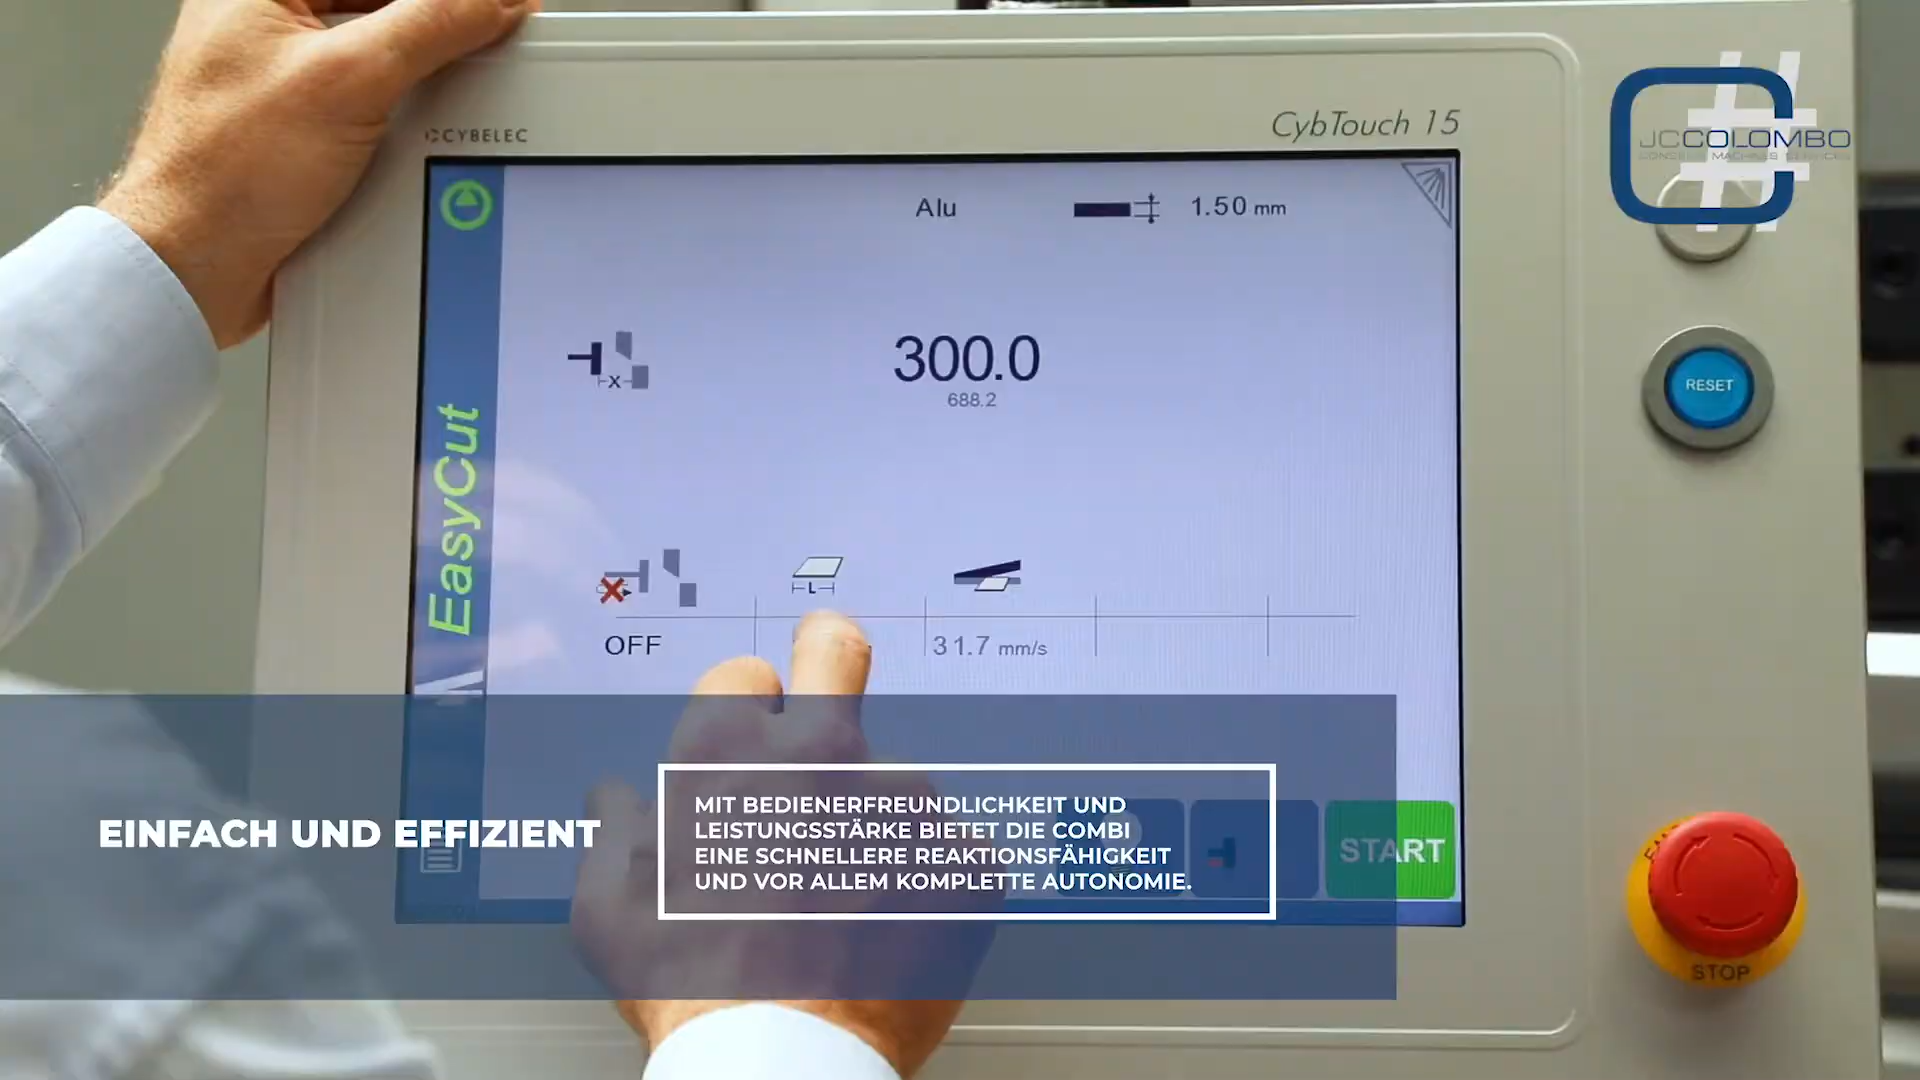 CYBELEC
CybTouch 15
JCCOLOMBO
Alu
1.50 mm
X
300.0
688.2
EasyCut
L
OFF
31.7 mm/s
RESET
EINFACH UND EFFIZIENT
MIT BEDIENERFREUNDLICHKEIT UND
LEISTUNGSSTÄRKE BIETET DIE COMBI
EINE SCHNELLERE REAKTIONSFÄHIGKEIT
UND VOR ALLEM KOMPLETTE AUTONOMIE.
START
STOP